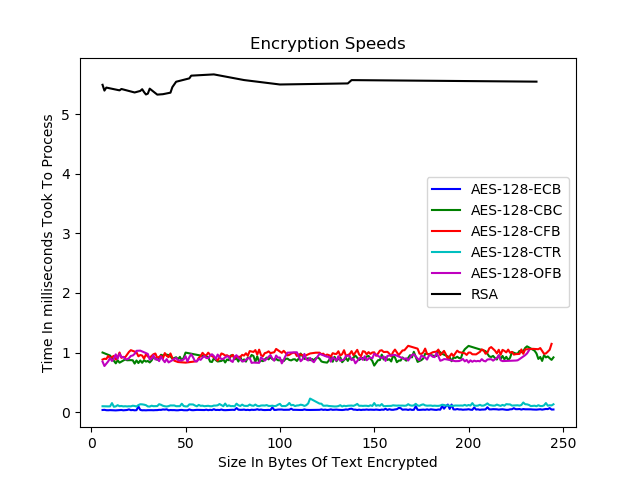 Encryption Speeds
Time In milliseconds Took To Process
5
4
3
2
1
0
AES-128-ECB
AES-128-CBC
AES-128-CFB
AES-128-CTR
AES-128-OFB
RSA
0 50 100 150 200 250
Size In Bytes Of Text Encrypted